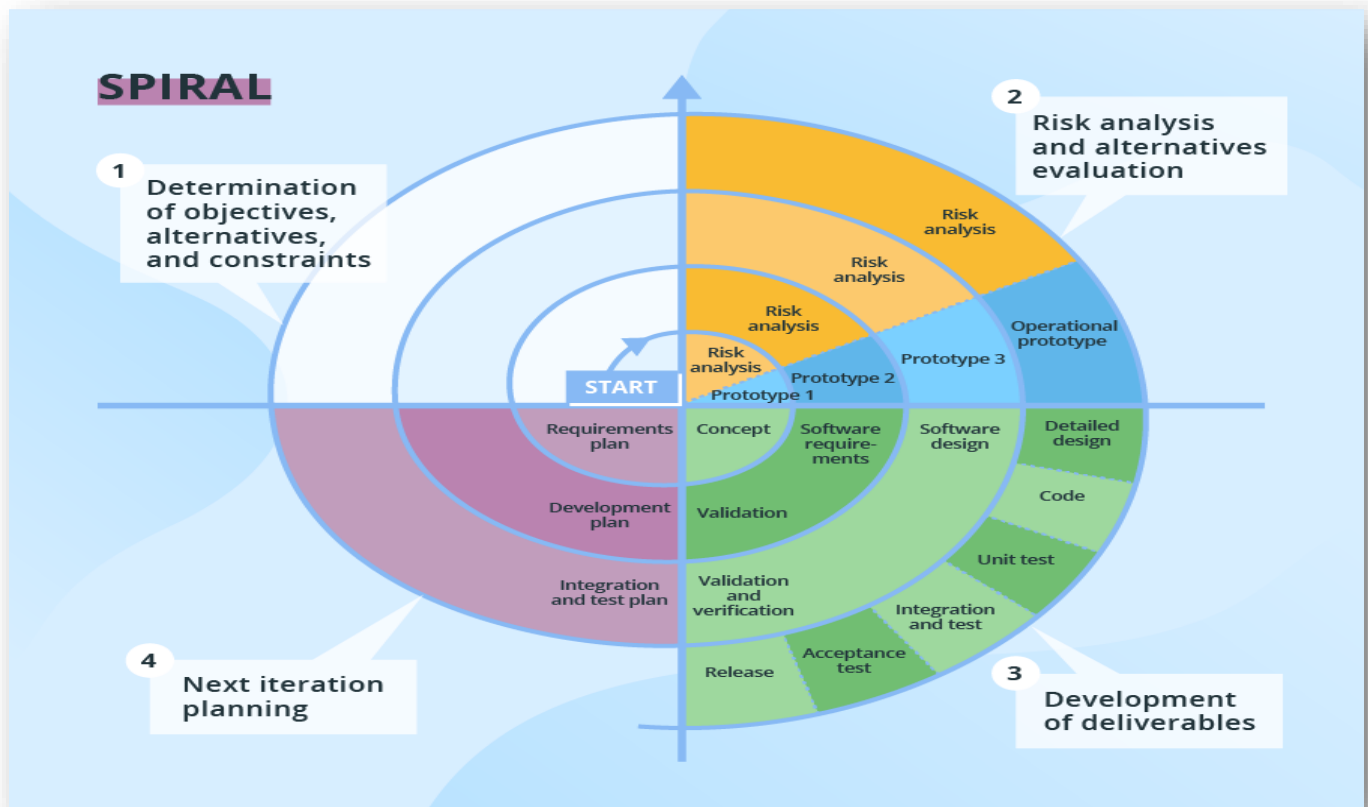 SPIRAL
1
Determination
of objectives,
alternatives,
and constraints
2
Risk analysis
and alternatives
evaluation
Risk
analysis
Risk
analysis
Risk
analysis
Risk
analysis
Operational
prototype
Prototype 3
Prototype 2
Prototype 1
START
Requirements
plan
Concept
Software
require-
ments
Software
design
Detailed
design
Code
Unit test
Integration
and test
Acceptance
test
Release
Development
plan
Validation
Integration
and test plan
Validation
and
verification
4
Next iteration
planning
3
Development
of deliverables